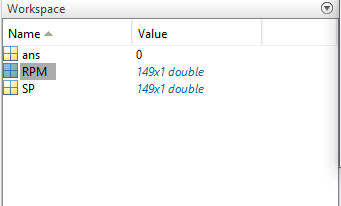 Workspace
Name Value
ans 0
RPM 149x1 double
SP 149x1 double